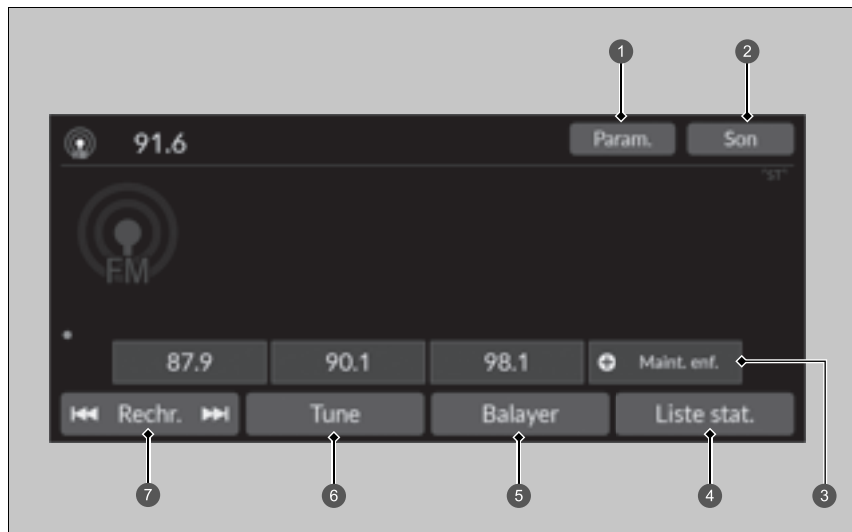 1 2
91.6 Param. Son
"ST"
FM
87.9 90.1 98.1 Maint. enf.
Rechr. Tune Balayer Liste stat.
7 6 5 4 3